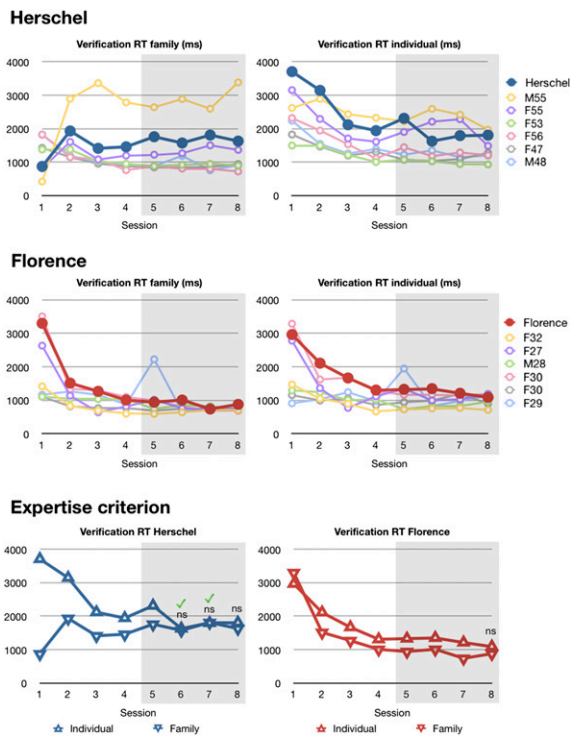 Herschel
Verification RT family (ms)
Verification RT individual (ms)
4000
3000
2000
1000
0
1 2 3 4 5 6 7 8
Session
4000
3000
2000
1000
0
1 2 3 4 5 6 7 8
Session
Herschel
M55
F55
F53
F56
F47
M48
Florence
Verification RT family (ms)
Verification RT individual (ms)
4000
3000
2000
1000
0
1 2 3 4 5 6 7 8
Session
4000
3000
2000
1000
0
1 2 3 4 5 6 7 8
Session
Florence
F32
F27
M28
F30
F30
F29
Expertise criterion
Verification RT Herschel
Verification RT Florence
4000
3000
2000
1000
0
✓ ✓
ns ns ns
1 2 3 4 5 6 7 8
Session
Individual Family
4000
3000
2000
1000
0
ns
1 2 3 4 5 6 7 8
Session
Individual Family